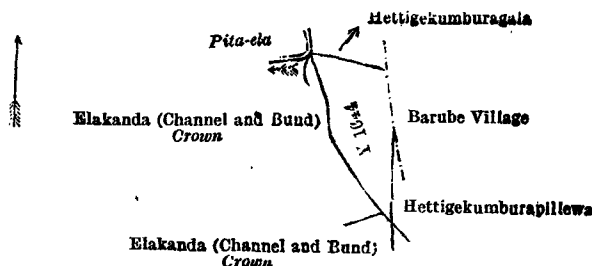 Hettigekumburagala
Pita-ela
Elakanda (Channel and Bund)
Crown
Barube Village
Hettigekumburapillewa
Elakanda (Channel and Bund)
Crown